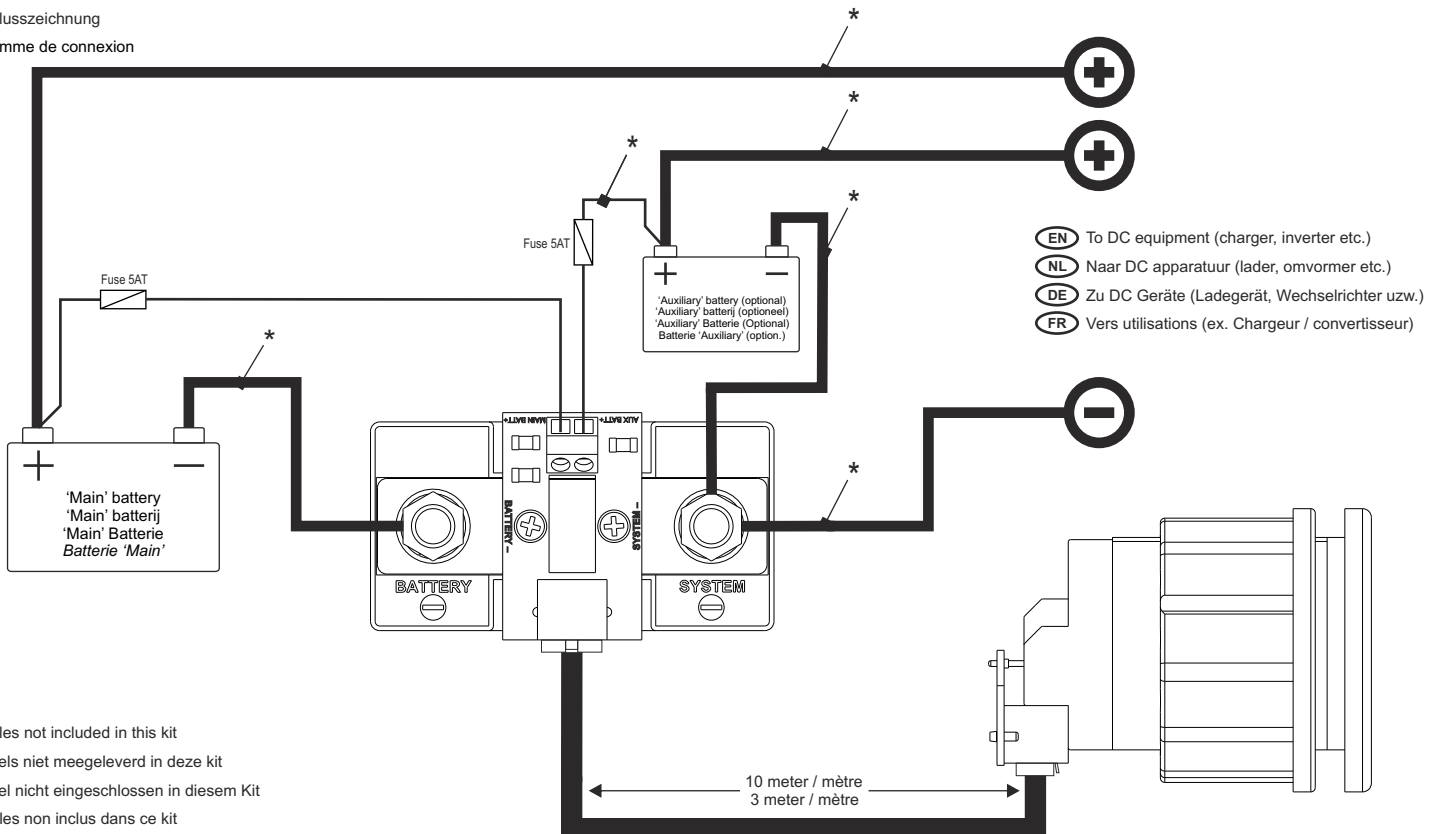 lusszeichnung
mme de connexion
*
*
*
*
Fuse 5AT
EN To DC equipment (charger, inverter etc.)
NL Naar DC apparatuur (lader, omvormer etc.)
DE Zu DC Geräte (Ladegerät, Wechselrichter uzw.)
FR Vers utilisations (ex. Chargeur / convertisseur)
Fuse 5AT
+ −
'Auxiliary' battery (optional)
'Auxiliary' batterij (optioneel)
'Auxiliary' Batterie (Optional)
Batterie 'Auxiliary' (option.)
*
MAIN BATT+
AUX BATT+
+ −
'Main' battery
'Main' batterij
'Main' Batterie
Batterie 'Main'
*
BATTERY −
SYSTEM −
BATTERY
SYSTEM
les not included in this kit
els niet meegeleverd in deze kit
el nicht eingeschlossen in diesem Kit
les non inclus dans ce kit
10 meter / mètre
3 meter / mètre